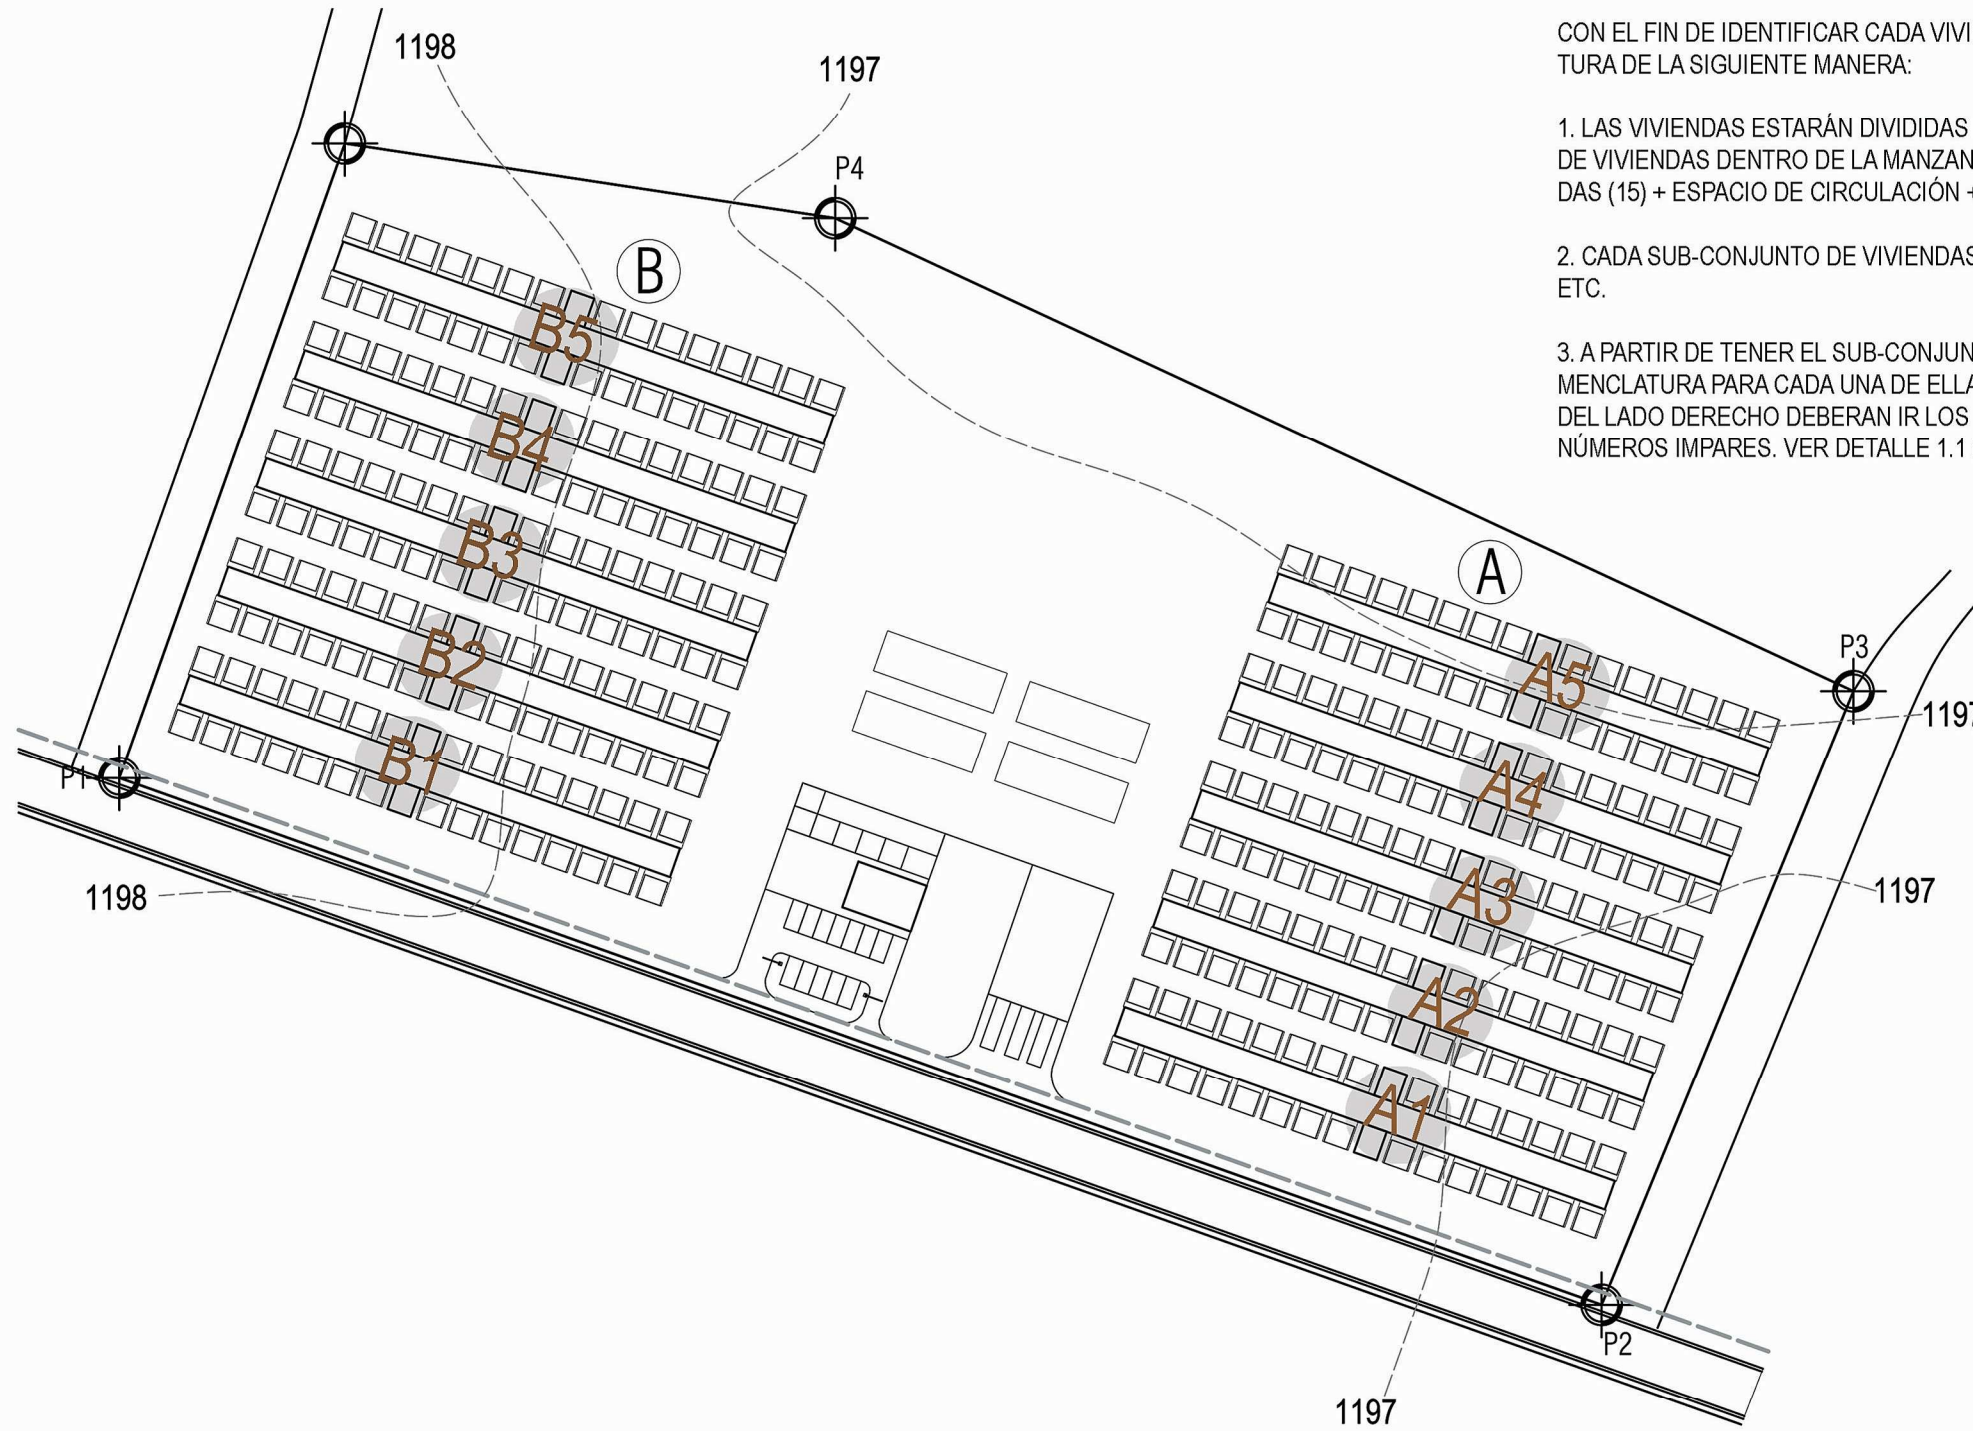 CON EL FIN DE IDENTIFICAR CADA VIVI
TURA DE LA SIGUIENTE MANERA:
1. LAS VIVIENDAS ESTARÁN DIVIDIDAS
DE VIVIENDAS DENTRO DE LA MANZAN
DAS (15) + ESPACIO DE CIRCULACIÓN +
2. CADA SUB-CONJUNTO DE VIVIENDAS
ETC.
3. A PARTIR DE TENER EL SUB-CONJUN
MENCLATURA PARA CADA UNA DE ELLA
DEL LADO DERECHO DEBERAN IR LOS
NÚMEROS IMPARES. VER DETALLE 1.1
1198
1197
P4
B
B5
B4
B3
B2
B1
P1
1198
A
P3
A5
1197
A4
A3
1197
A2
A1
P2
1197